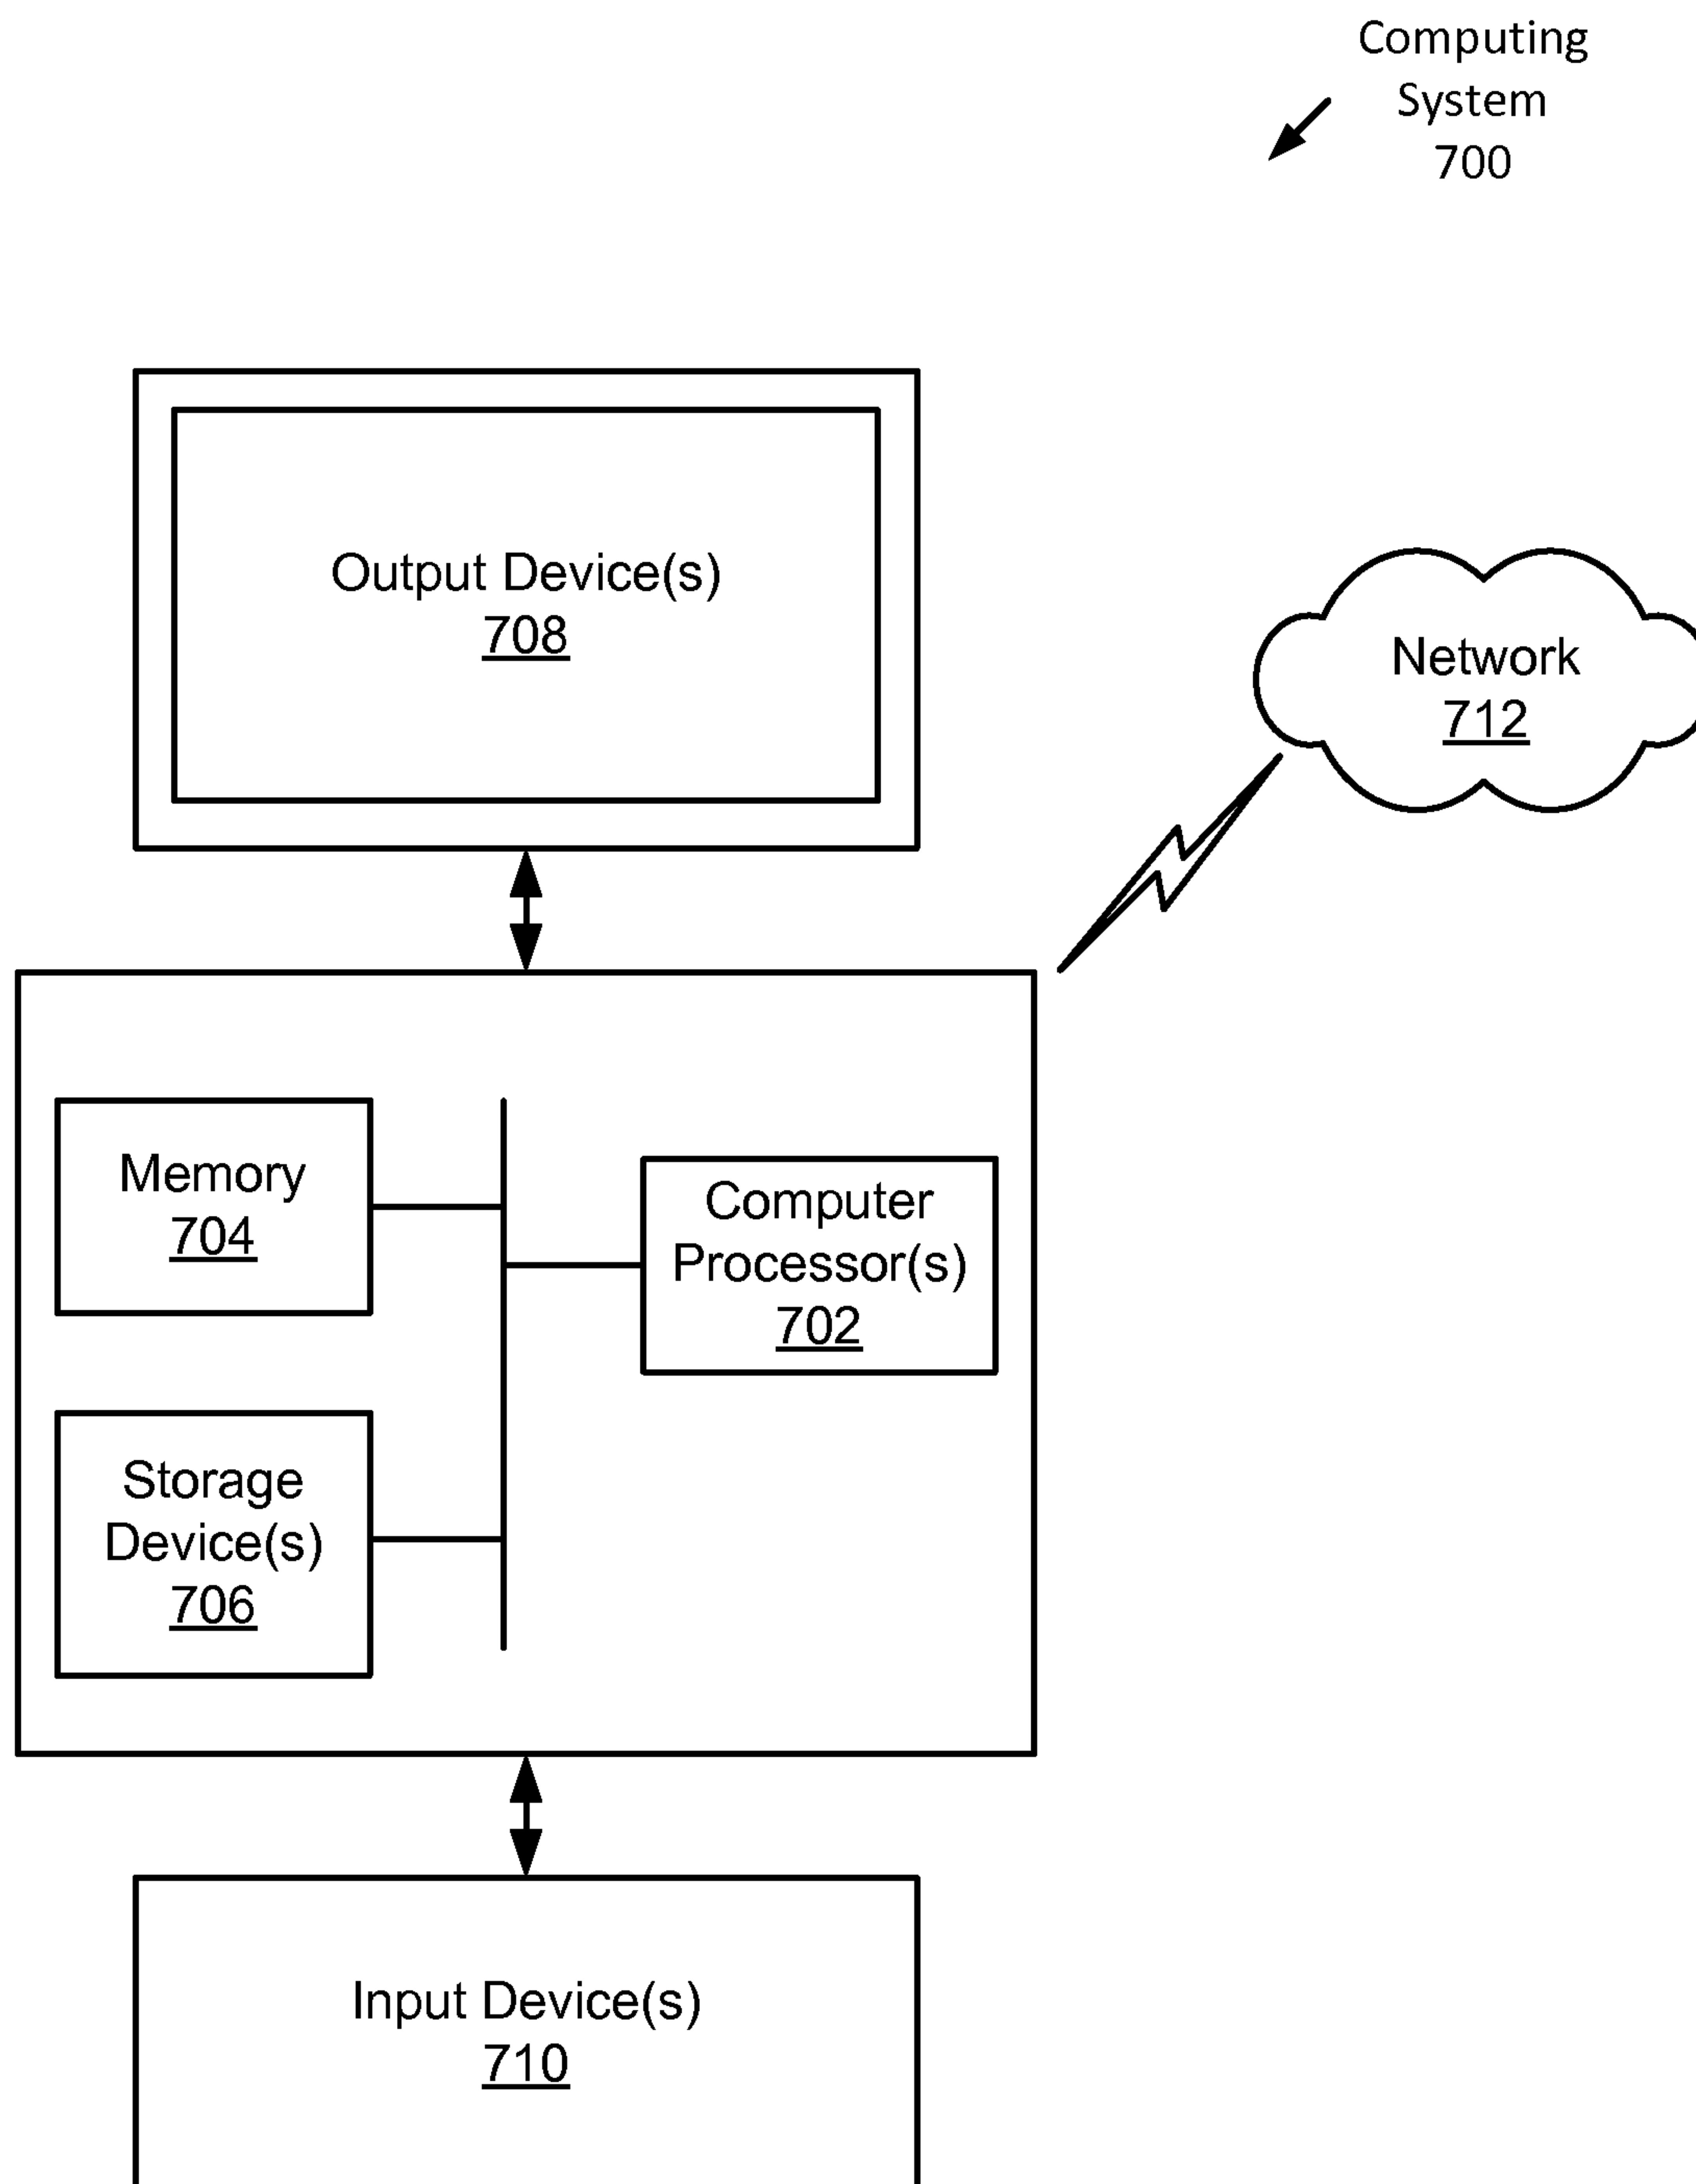 Computing
System
700
Output Device(s)
708
Network
712
Memory
704
Computer
Processor(s)
702
Storage
Device(s)
706
Input Device(s)
710